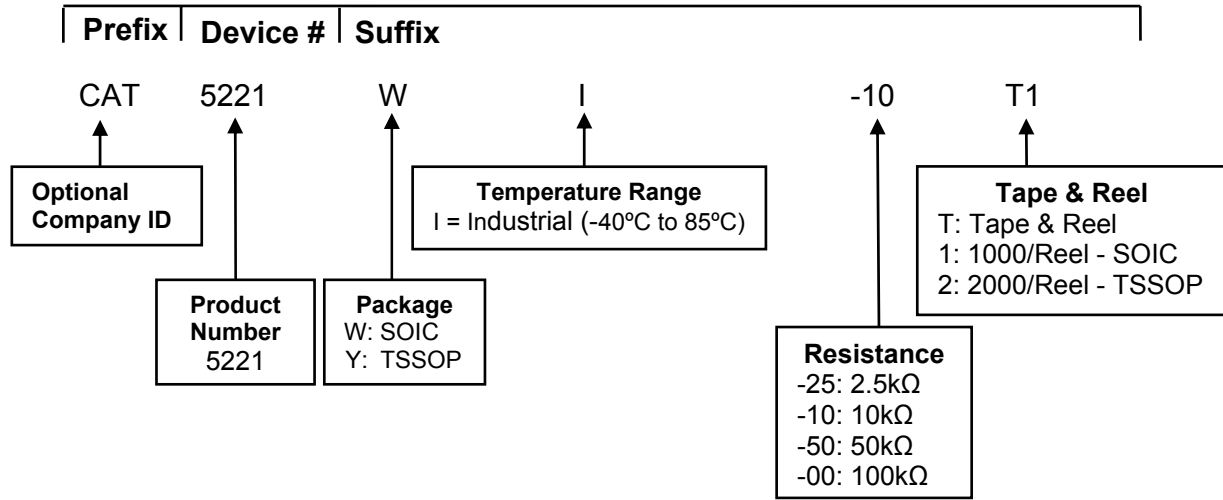 Prefix Device # Suffix
CAT 5221 W I -10 T1
Optional
Company ID
Product
Number
5221
Package
W: SOIC
Y: TSSOP
Temperature Range
I = Industrial (-40ºC to 85ºC)
Resistance
-25: 2.5kΩ
-10: 10kΩ
-50: 50kΩ
-00: 100kΩ
Tape & Reel
T: Tape & Reel
1: 1000/Reel - SOIC
2: 2000/Reel - TSSOP